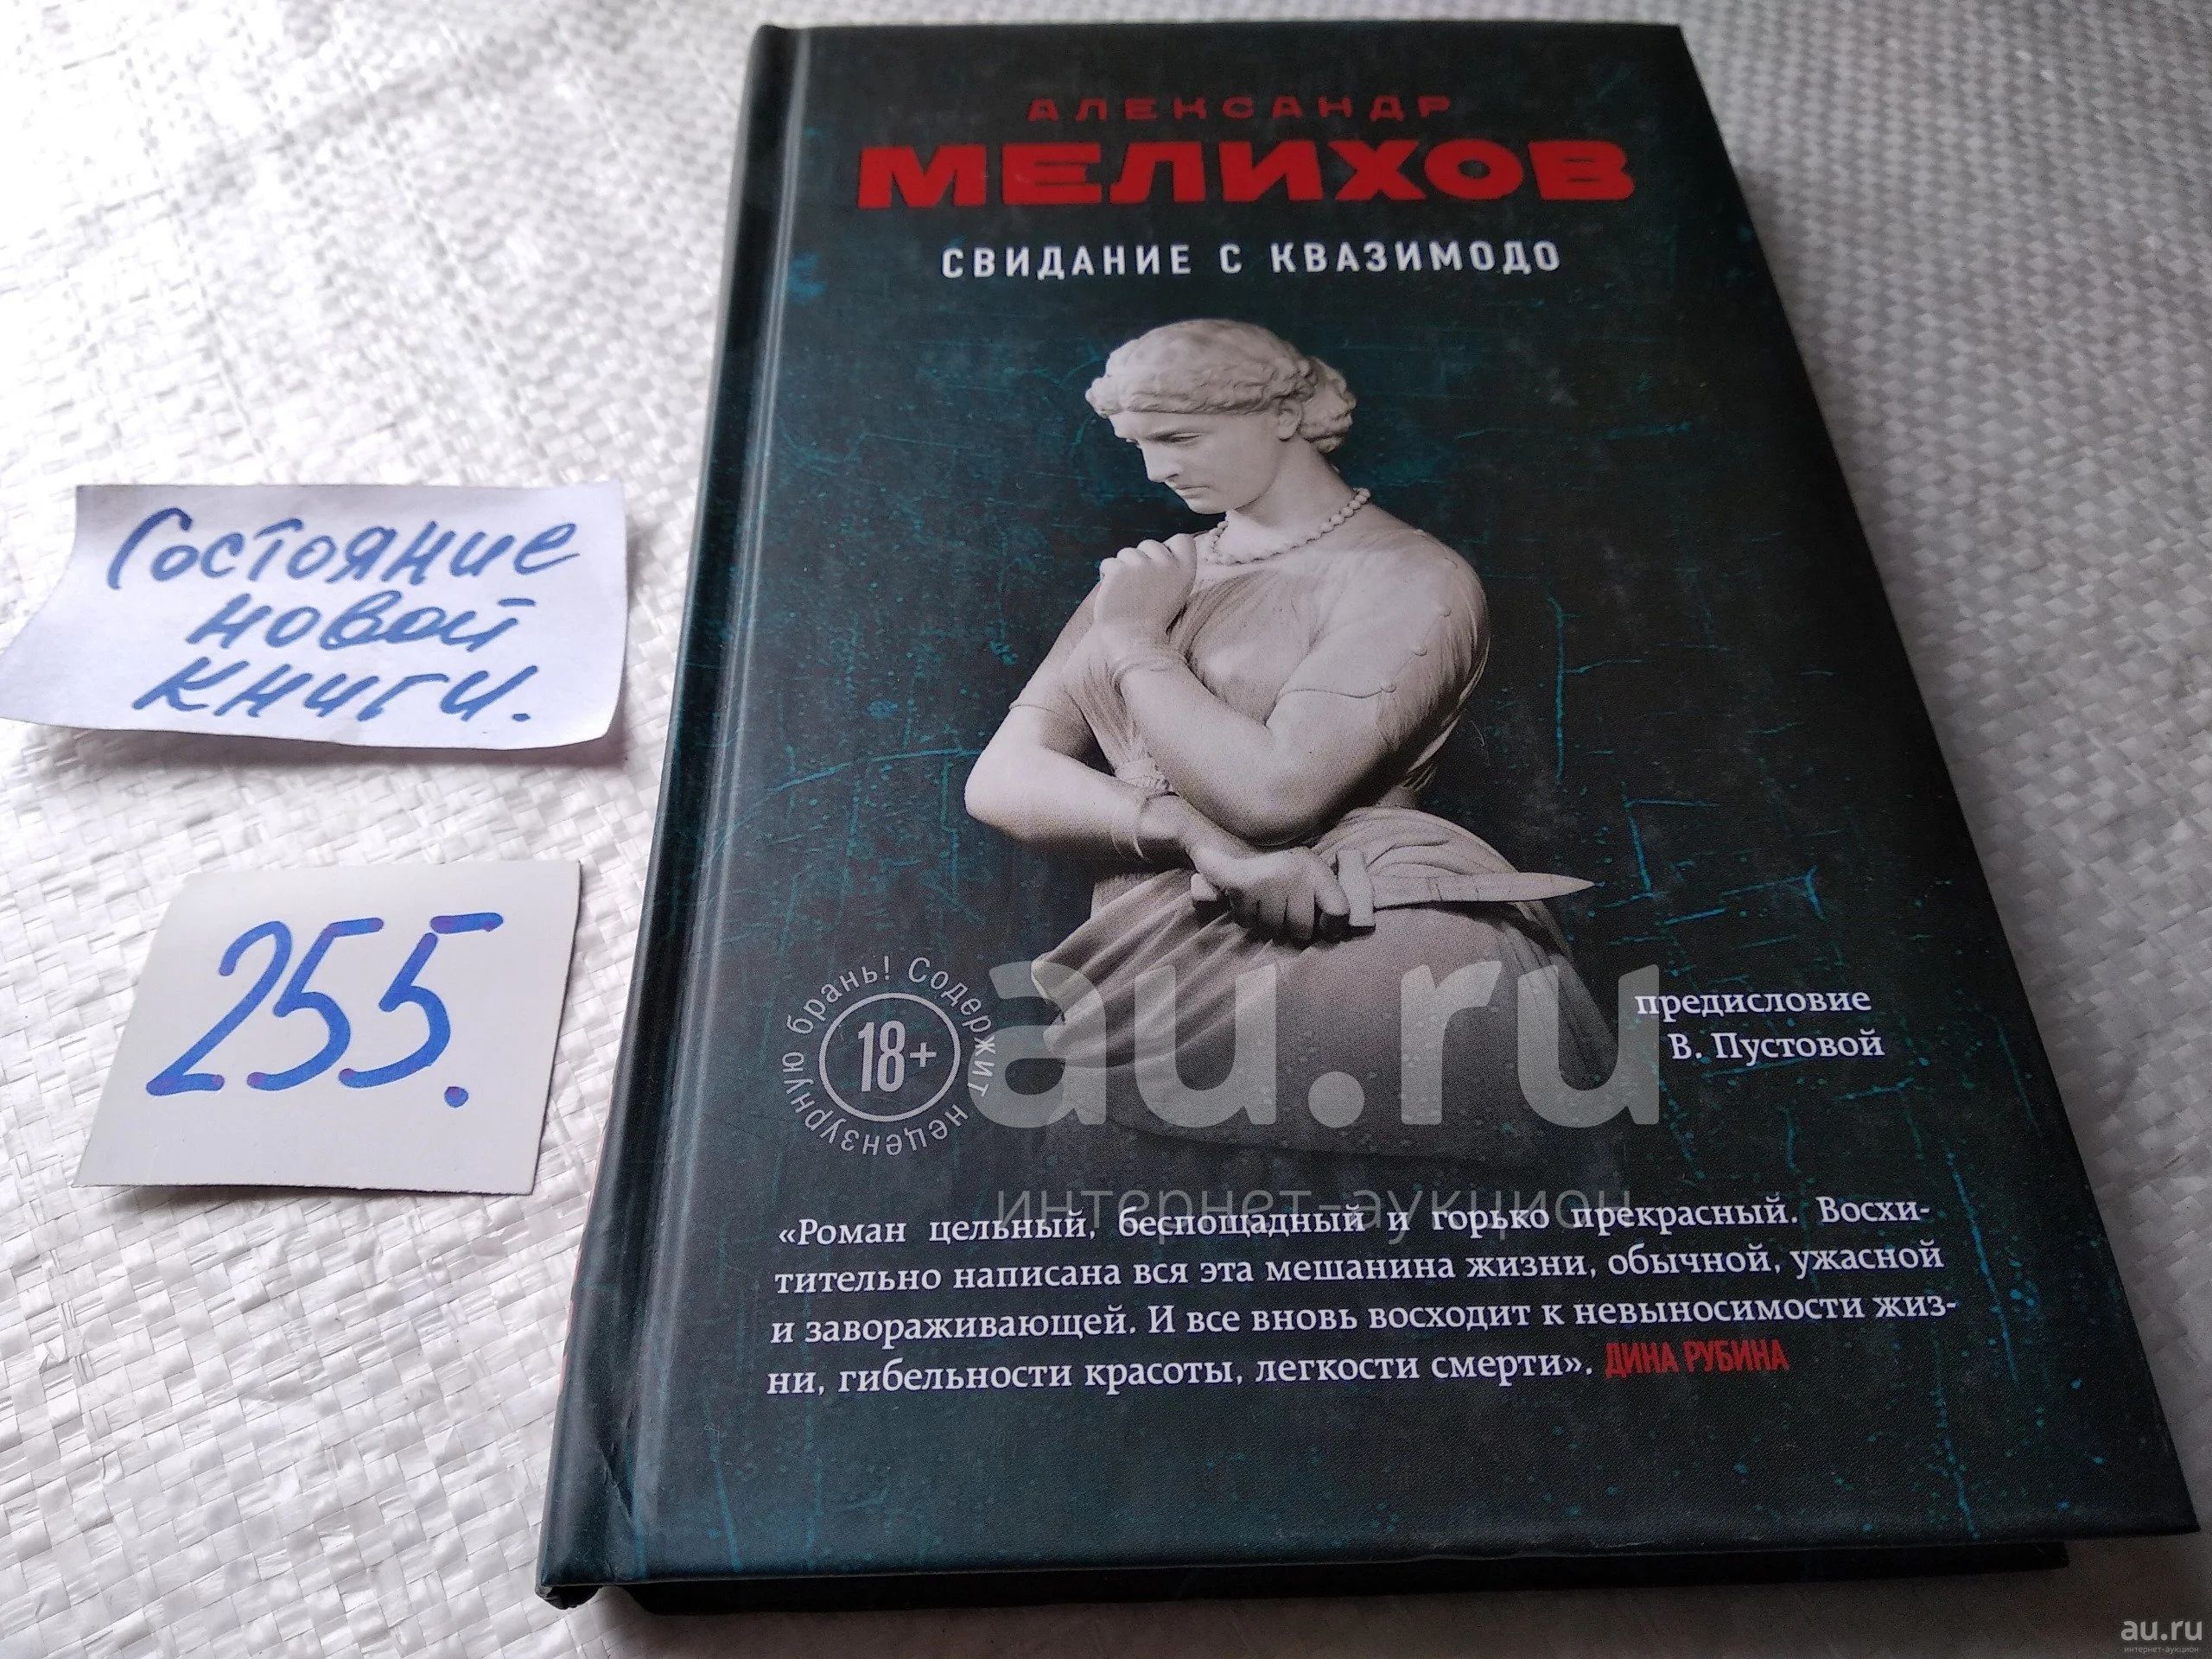 АЛЕКСАНДР
МЕЛИХОВ
СВИДАНИЕ С КВАЗИМОДО
Состояние
новой
книги.
255.
Содержит нецензурную брань!
18+
au.ru
интернет-аукцион
предисловие
В. Пустовой
«Роман цельный, беспощадный и горько прекрасный. Восхи-
тительно написана вся эта мешанина жизни, обычной, ужасной
и завораживающей. И все вновь восходит к невыносимости жиз-
ни, гибельности красоты, легкости смерти». ДИНА РУБИНА
au.ru
интернет-аукцион